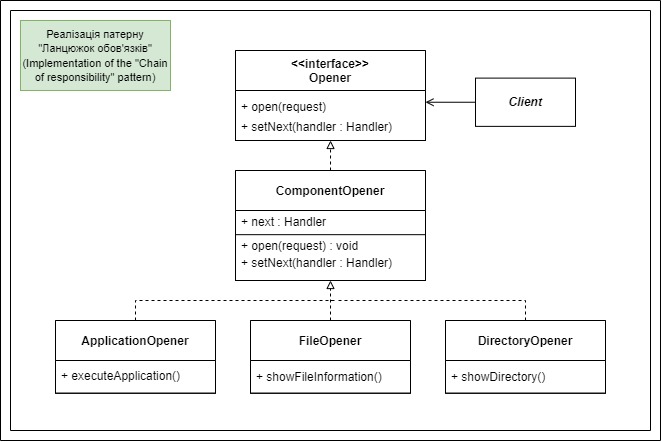 Реалізація патерну
"Ланцюжок обов'язків"
(Implementation of the "Chain
of responsibility" pattern)
<<interface>>
Opener
+ open(request)
+ setNext(handler : Handler)
Client
ComponentOpener
+ next : Handler
+ open(request) : void
+ setNext(handler : Handler)
ApplicationOpener
+ executeApplication()
FileOpener
+ showFileInformation()
DirectoryOpener
+ showDirectory()